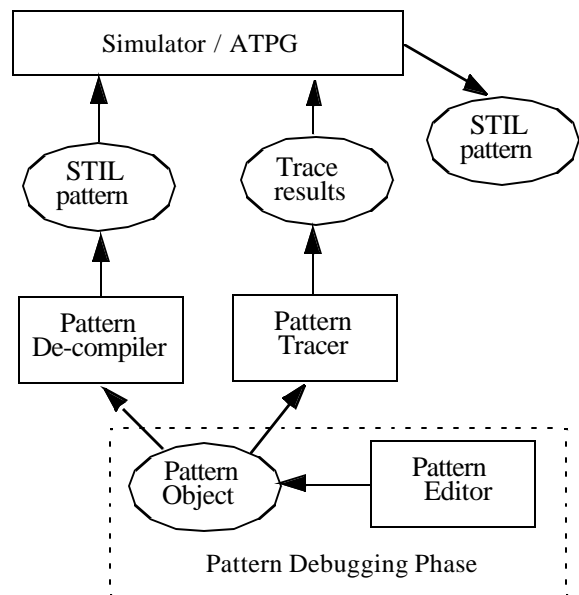 Simulator / ATPG
STIL
pattern
STIL
pattern
Trace
results
Pattern
De-compiler
Pattern
Tracer
Pattern
Object
Pattern
Editor
Pattern Debugging Phase